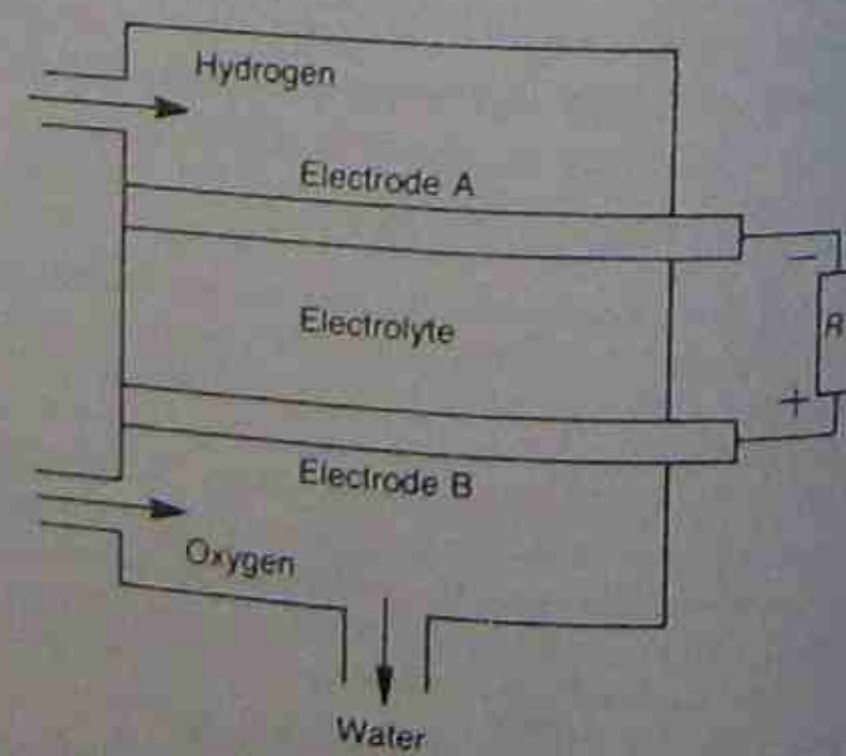 Hydrogen
Electrode A
−
Electrolyte
R
+
Electrode B
Oxygen
Water